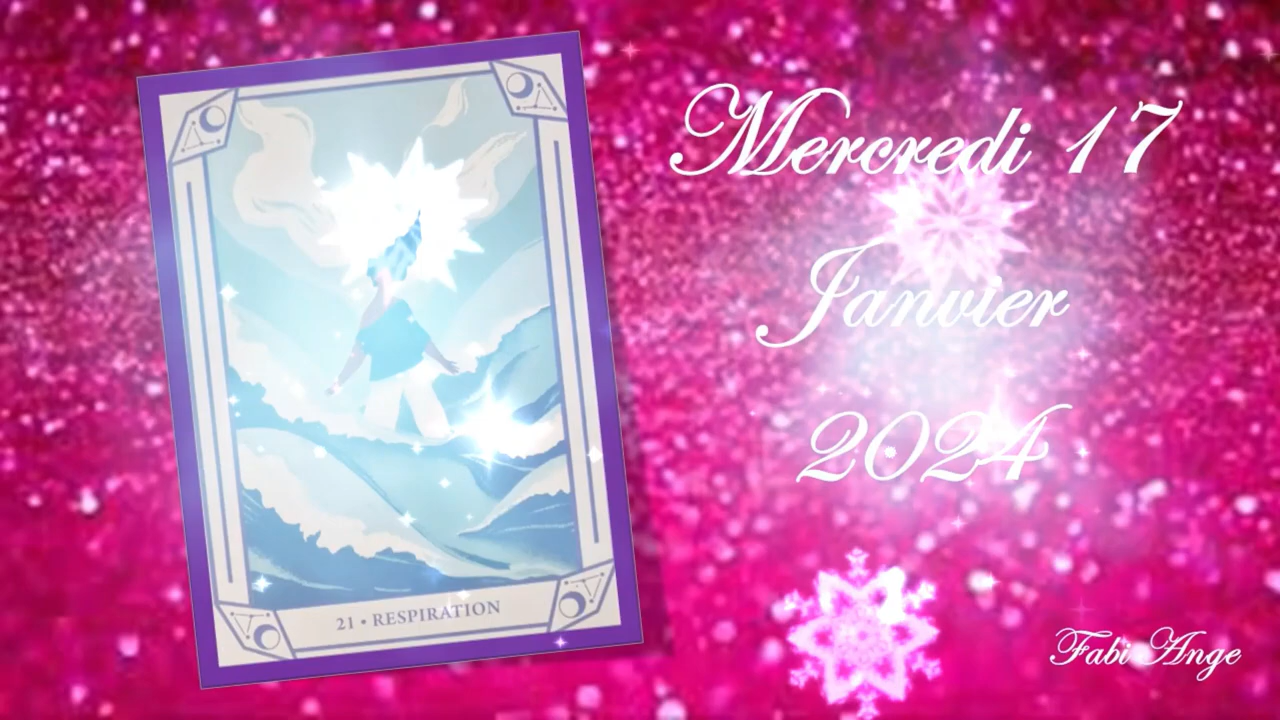 Mercredi 17
Janvier
2024
21 • RESPIRATION
Fabi Ange